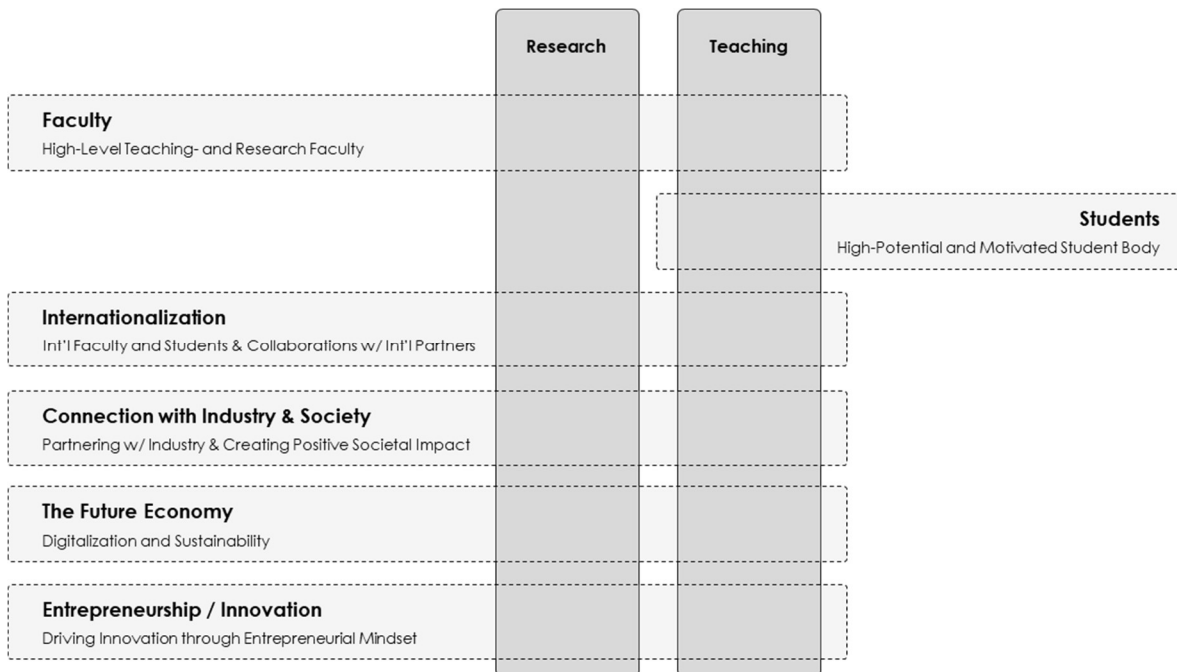 Research
Teaching
Faculty
High-Level Teaching- and Research Faculty
Students
High-Potential and Motivated Student Body
Internationalization
Int'l Faculty and Students & Collaborations w/ Int'l Partners
Connection with Industry & Society
Partnering w/ Industry & Creating Positive Societal Impact
The Future Economy
Digitalization and Sustainability
Entrepreneurship / Innovation
Driving Innovation through Entrepreneurial Mindset